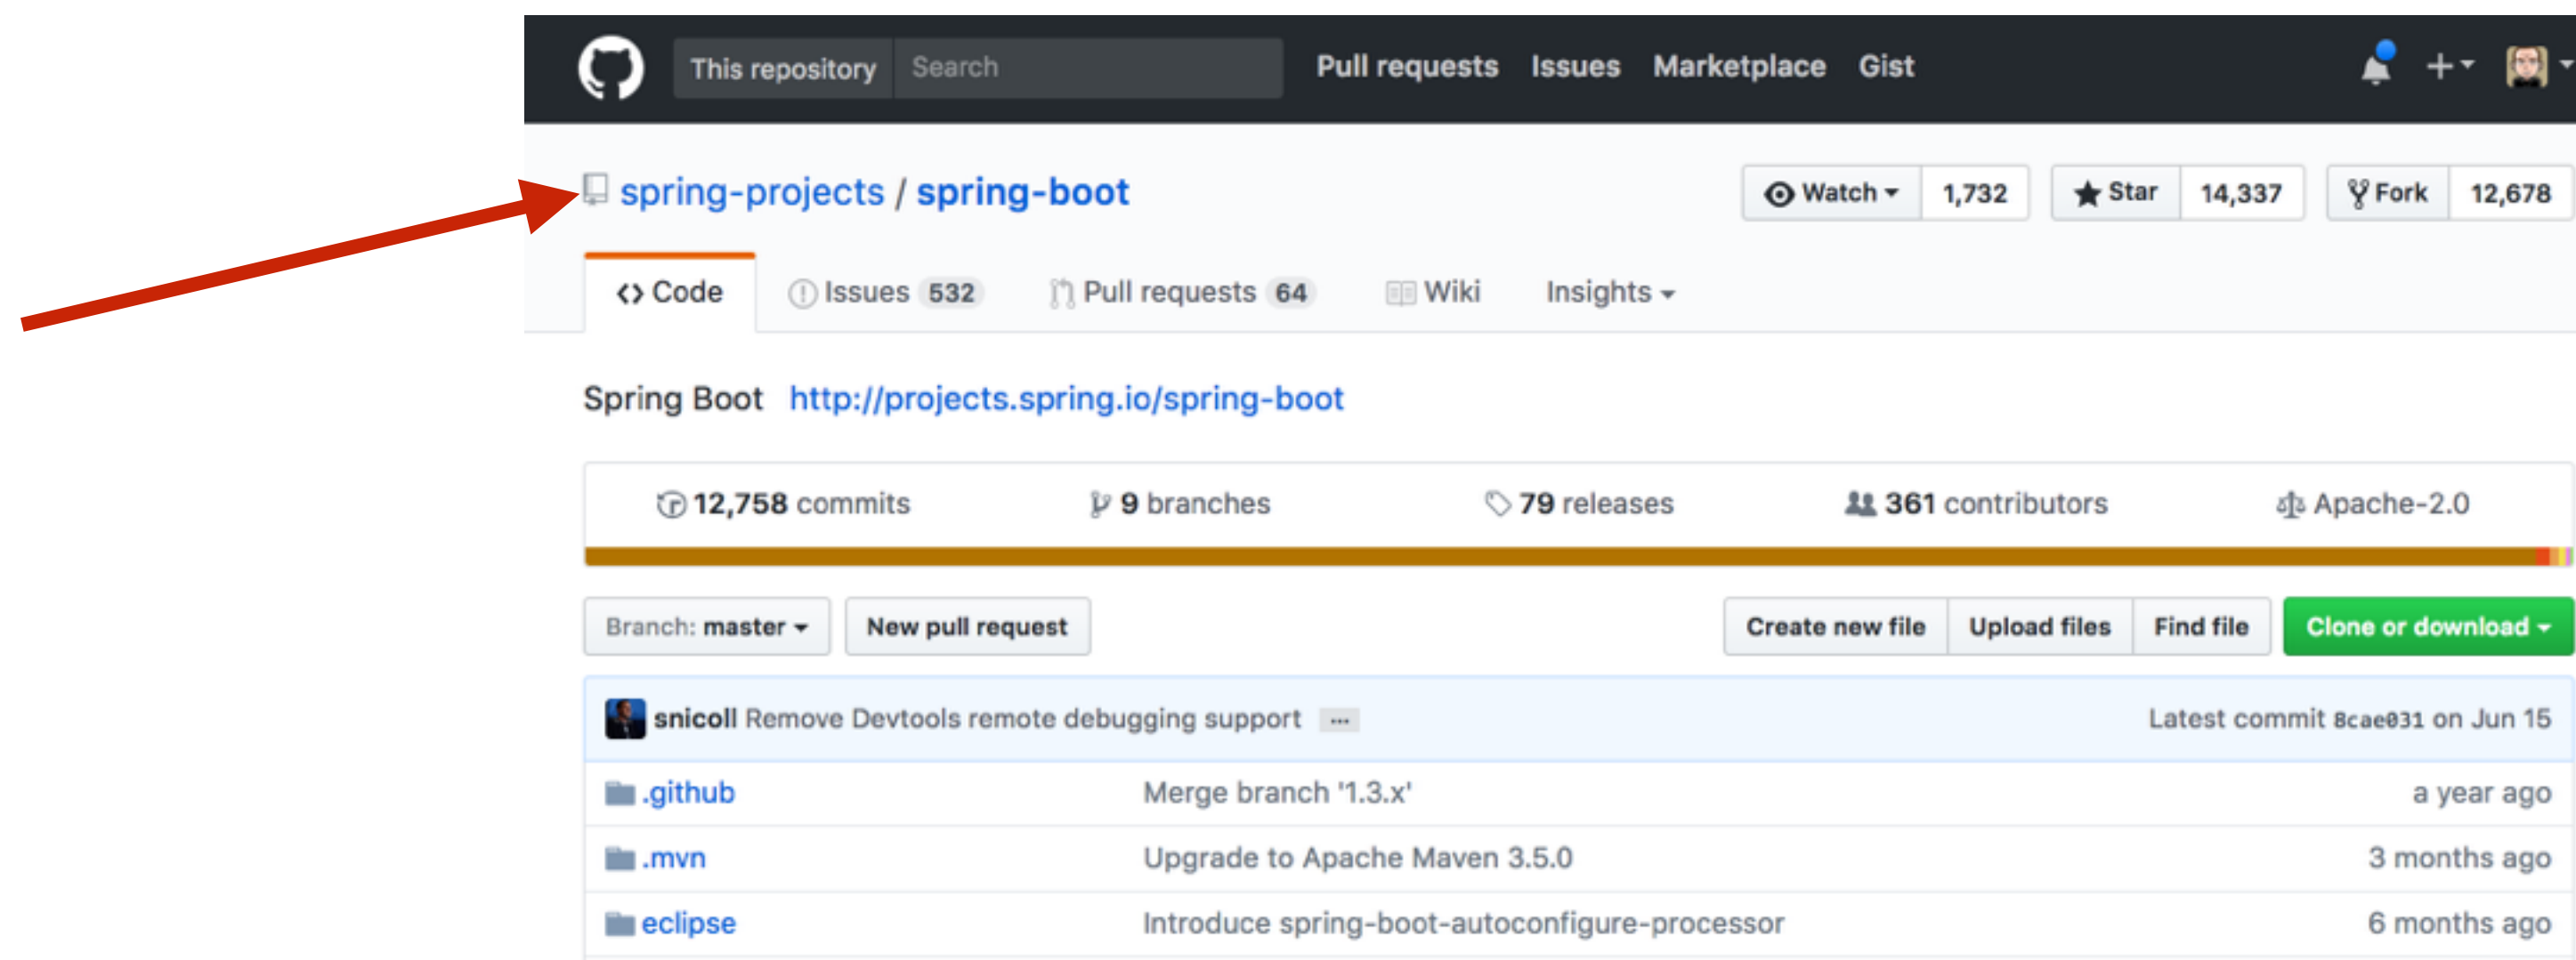 This repository Search Pull requests Issues Marketplace Gist
spring-projects / spring-boot Watch 1,732 Star 14,337 Fork 12,678
Code Issues 532 Pull requests 64 Wiki Insights
Spring Boot http://projects.spring.io/spring-boot
12,758 commits 9 branches 79 releases 361 contributors Apache-2.0
Branch: master New pull request Create new file Upload files Find file Clone or download
snicoll Remove Devtools remote debugging support ... Latest commit 8cae031 on Jun 15
.github Merge branch '1.3.x' a year ago
.mvn Upgrade to Apache Maven 3.5.0 3 months ago
eclipse Introduce spring-boot-autoconfigure-processor 6 months ago